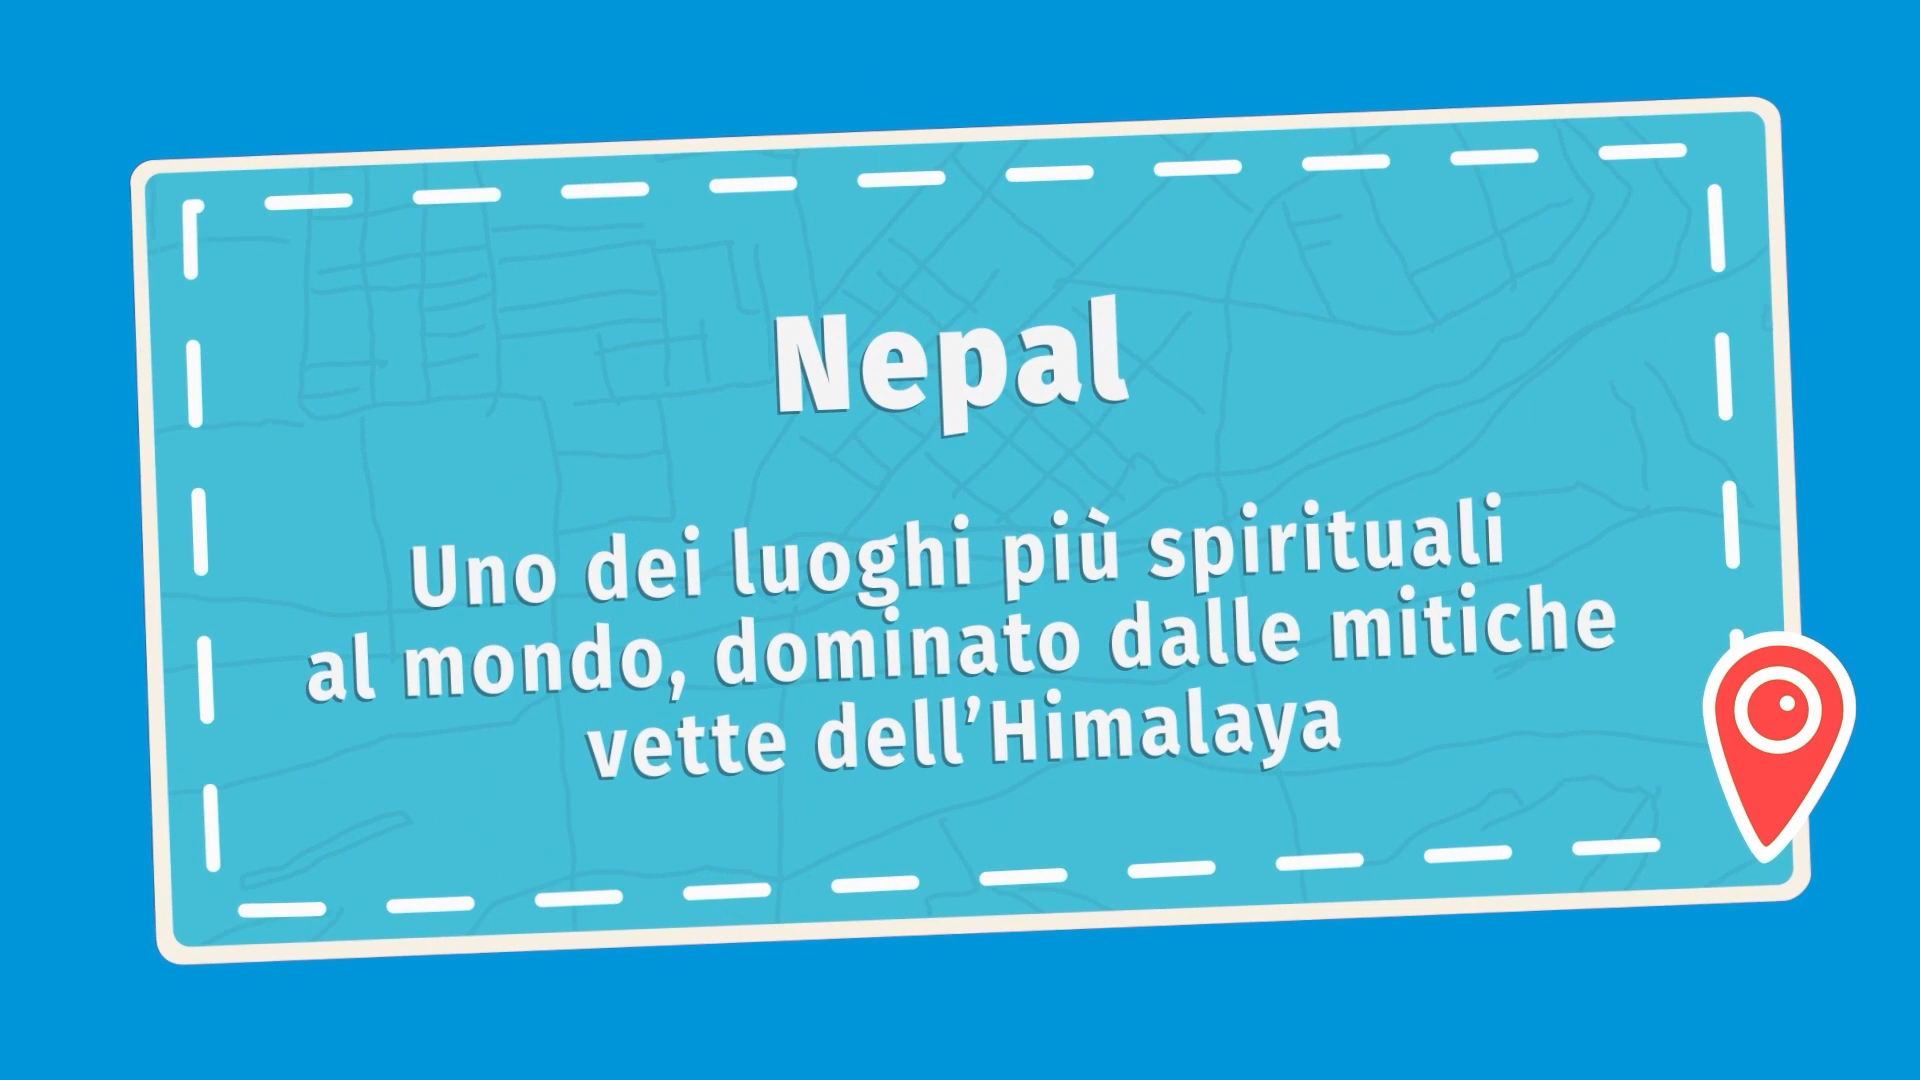 Nepal
Uno dei luoghi più spirituali
al mondo, dominato dalle mitiche
vette dell’Himalaya